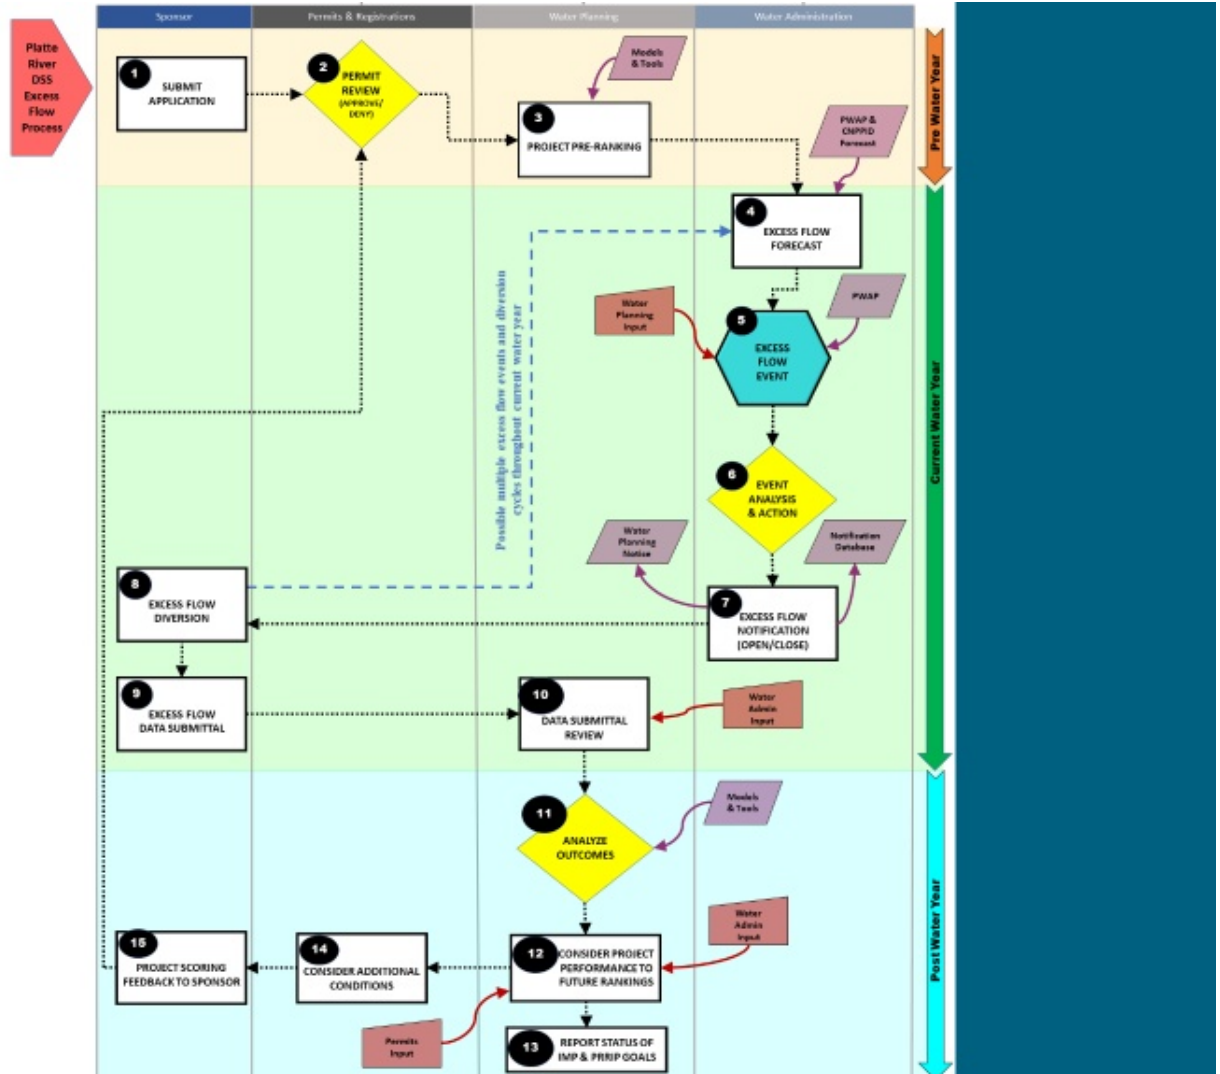 Sponsor
Permits & Registrations
Water Planning
Water Administration
Platte
River
DSS
Excess
Flow
Process
1
SUBMIT
APPLICATION
2
PERMIT
REVIEW
(APPROVE/
DENY)
Models
& Tools
3
PROJECT PRE-RANKING
PWAP &
CNPPID
Forecast
Pre Water Year
4
EXCESS FLOW
FORECAST
Water
Planning
Input
PWAP
5
EXCESS
FLOW
EVENT
Possible multiple excess flow events and diversion
cycles throughout current water year
Current Water Year
6
EVENT
ANALYSIS
& ACTION
Water
Planning
Notice
Notification
Database
7
EXCESS FLOW
NOTIFICATION
(OPEN/CLOSE)
8
EXCESS FLOW
DIVERSION
9
EXCESS FLOW
DATA SUBMITTAL
10
DATA SUBMITTAL
REVIEW
Water
Admin
Input
11
ANALYZE
OUTCOMES
Models
& Tools
Post Water Year
Water
Admin
Input
12
CONSIDER PROJECT
PERFORMANCE TO
FUTURE RANKINGS
14
CONSIDER ADDITIONAL
CONDITIONS
15
PROJECT SCORING
FEEDBACK TO SPONSOR
Permits
Input
13
REPORT STATUS OF
IMP & PRRIP GOALS